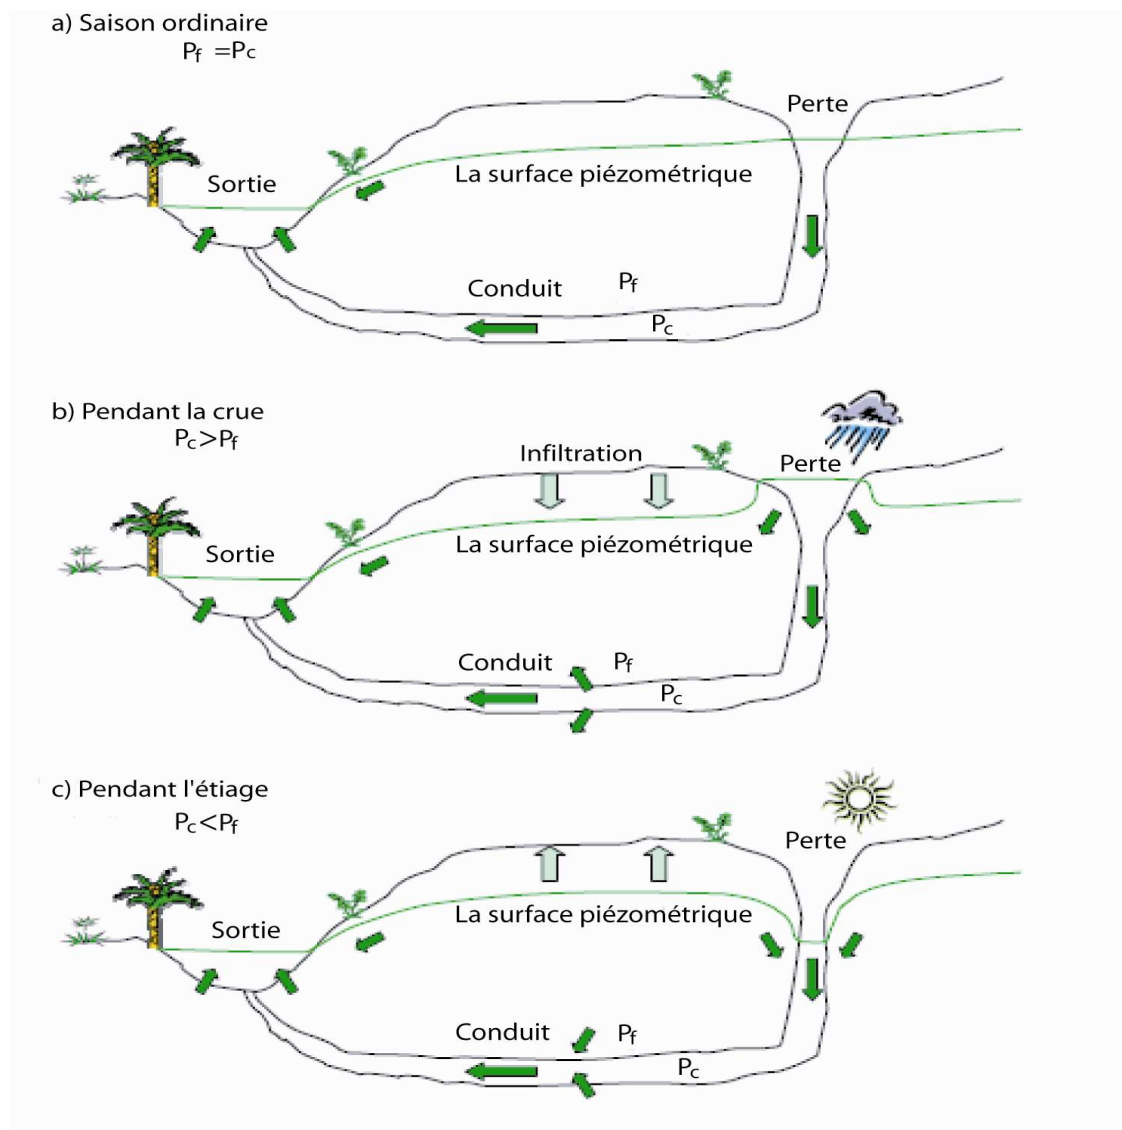 a) Saison ordinaire
Pf =Pc
Perte
Sortie
La surface piézométrique
Conduit
Pf
Pc
b) Pendant la crue
Pc>Pf
Infiltration
Perte
Sortie
La surface piézométrique
Conduit
Pf
Pc
c) Pendant l'étiage
Pc<Pf
Perte
Sortie
La surface piézométrique
Conduit
Pf
Pc